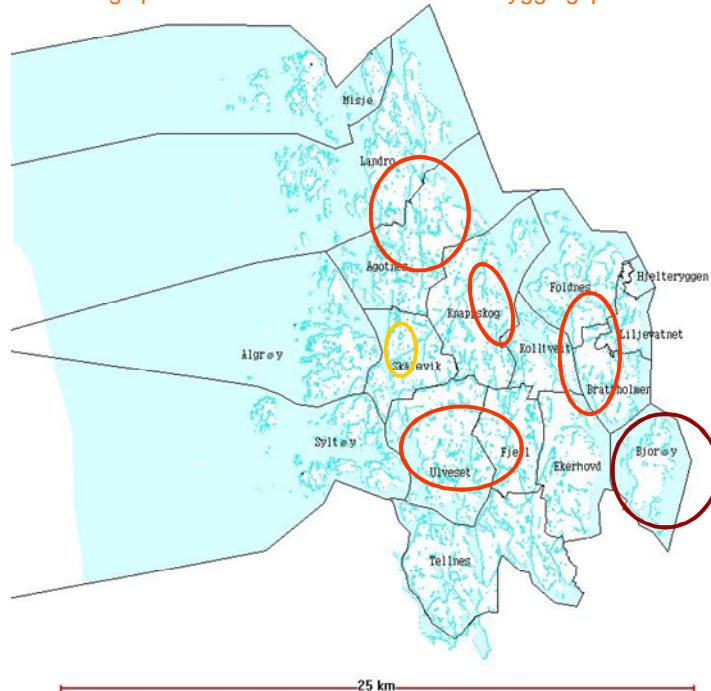 Misje
Landro
Ågotnes
Foldnes
Hjelteryggen
Knappskog
Liljevatnet
Kolltveit
Algrøy
Skålevik
Brattholmen
Syltøy
Fjell
Bjorøy
Ulveset
Ekerhovd
Tellnes
25 km